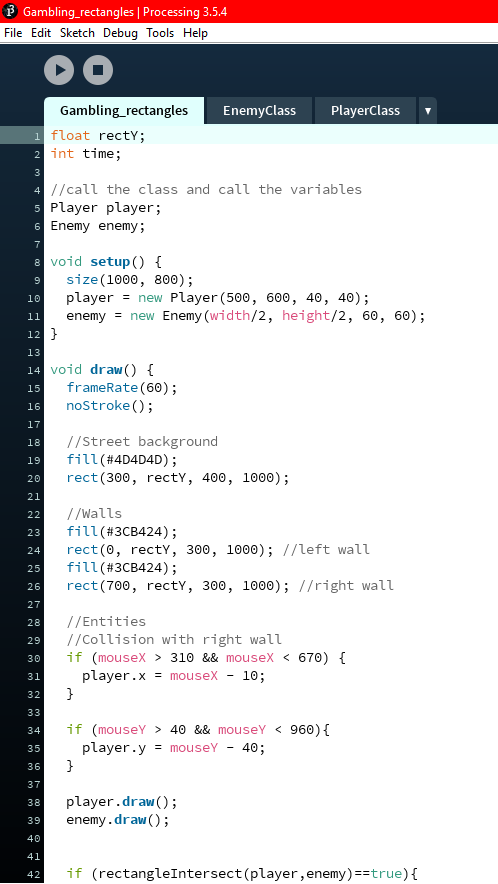 Gambling_rectangles | Processing 3.5.4
File Edit Sketch Debug Tools Help
Gambling_rectangles EnemyClass PlayerClass ▼
1 float rectY;
2 int time;
3
4 //call the class and call the variables
5 Player player;
6 Enemy enemy;
7
8 void setup() {
9   size(1000, 800);
10   player = new Player(500, 600, 40, 40);
11   enemy = new Enemy(width/2, height/2, 60, 60);
12 }
13
14 void draw() {
15   frameRate(60);
16   noStroke();
17
18   //Street background
19   fill(#4D4D4D);
20   rect(300, rectY, 400, 1000);
21
22   //Walls
23   fill(#3CB424);
24   rect(0, rectY, 300, 1000); //left wall
25   fill(#3CB424);
26   rect(700, rectY, 300, 1000); //right wall
27
28   //Entities
29   //Collision with right wall
30   if (mouseX > 310 && mouseX < 670) {
31     player.x = mouseX - 10;
32   }
33
34   if (mouseY > 40 && mouseY < 960){
35     player.y = mouseY - 40;
36   }
37
38   player.draw();
39   enemy.draw();
40
41
42   if (rectangleIntersect(player,enemy)==true){